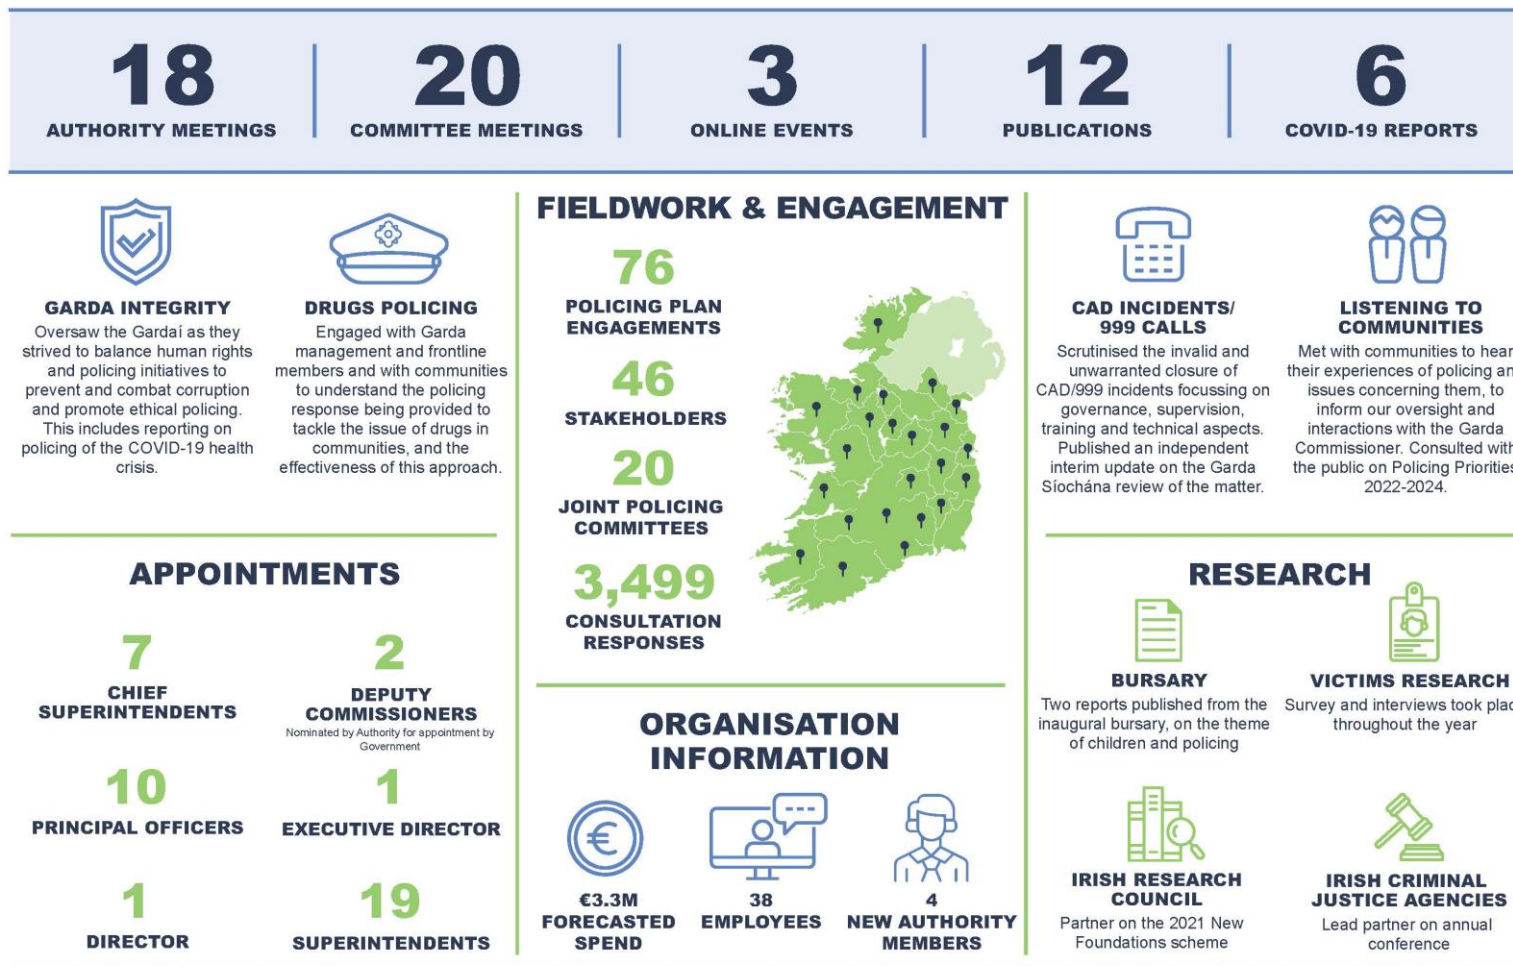 18
AUTHORITY MEETINGS
20
COMMITTEE MEETINGS
3
ONLINE EVENTS
12
PUBLICATIONS
6
COVID-19 REPORTS
GARDA INTEGRITY
Oversaw the Gardaí as they
strived to balance human rights
and policing initiatives to
prevent and combat corruption
and promote ethical policing.
This includes reporting on
policing of the COVID-19 health
crisis.
DRUGS POLICING
Engaged with Garda
management and frontline
members and with communities
to understand the policing
response being provided to
tackle the issue of drugs in
communities, and the
effectiveness of this approach.
FIELDWORK & ENGAGEMENT
76
POLICING PLAN
ENGAGEMENTS
46
STAKEHOLDERS
20
JOINT POLICING
COMMITTEES
3,499
CONSULTATION
RESPONSES
CAD INCIDENTS/
999 CALLS
Scrutinised the invalid and
unwarranted closure of
CAD/999 incidents focussing on
governance, supervision,
training and technical aspects.
Published an independent
interim update on the Garda
Síochána review of the matter.
LISTENING TO
COMMUNITIES
Met with communities to hear
their experiences of policing an
issues concerning them, to
inform our oversight and
interactions with the Garda
Commissioner. Consulted with
the public on Policing Priorities
2022-2024.
APPOINTMENTS
7
CHIEF
SUPERINTENDENTS
2
DEPUTY
COMMISSIONERS
Nominated by Authority for appointment by
Government
10
PRINCIPAL OFFICERS
1
EXECUTIVE DIRECTOR
1
DIRECTOR
19
SUPERINTENDENTS
ORGANISATION
INFORMATION
€3.3M
FORECASTED
SPEND
38
EMPLOYEES
4
NEW AUTHORITY
MEMBERS
RESEARCH
BURSARY
Two reports published from the
inaugural bursary, on the theme
of children and policing
VICTIMS RESEARCH
Survey and interviews took plac
throughout the year
IRISH RESEARCH
COUNCIL
Partner on the 2021 New
Foundations scheme
IRISH CRIMINAL
JUSTICE AGENCIES
Lead partner on annual
conference